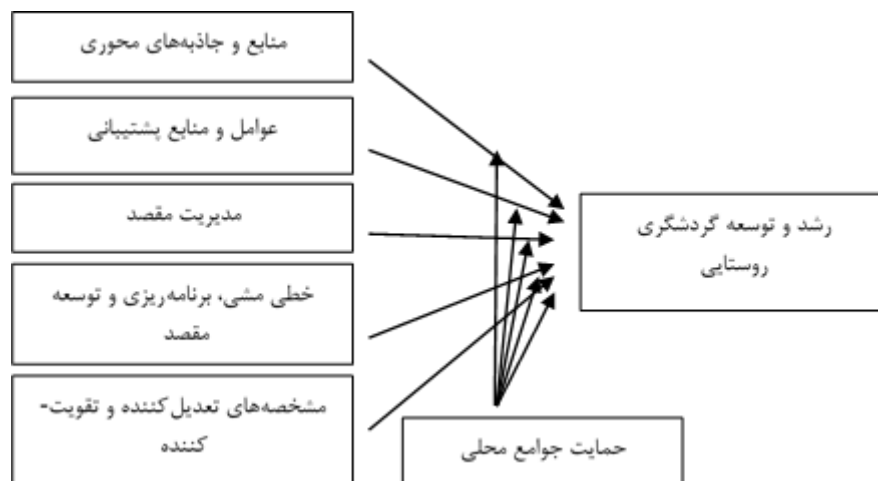 منابع و جاذبه‌های محوری
عوامل و منابع پشتیبانی
مدیریت مقصد
خطی مشی، برنامه‌ریزی و توسعه
مقصد
مشخصه‌های تعدیل‌کننده و تقویت-
کننده
رشد و توسعه گردشگری
روستایی
حمایت جوامع محلی